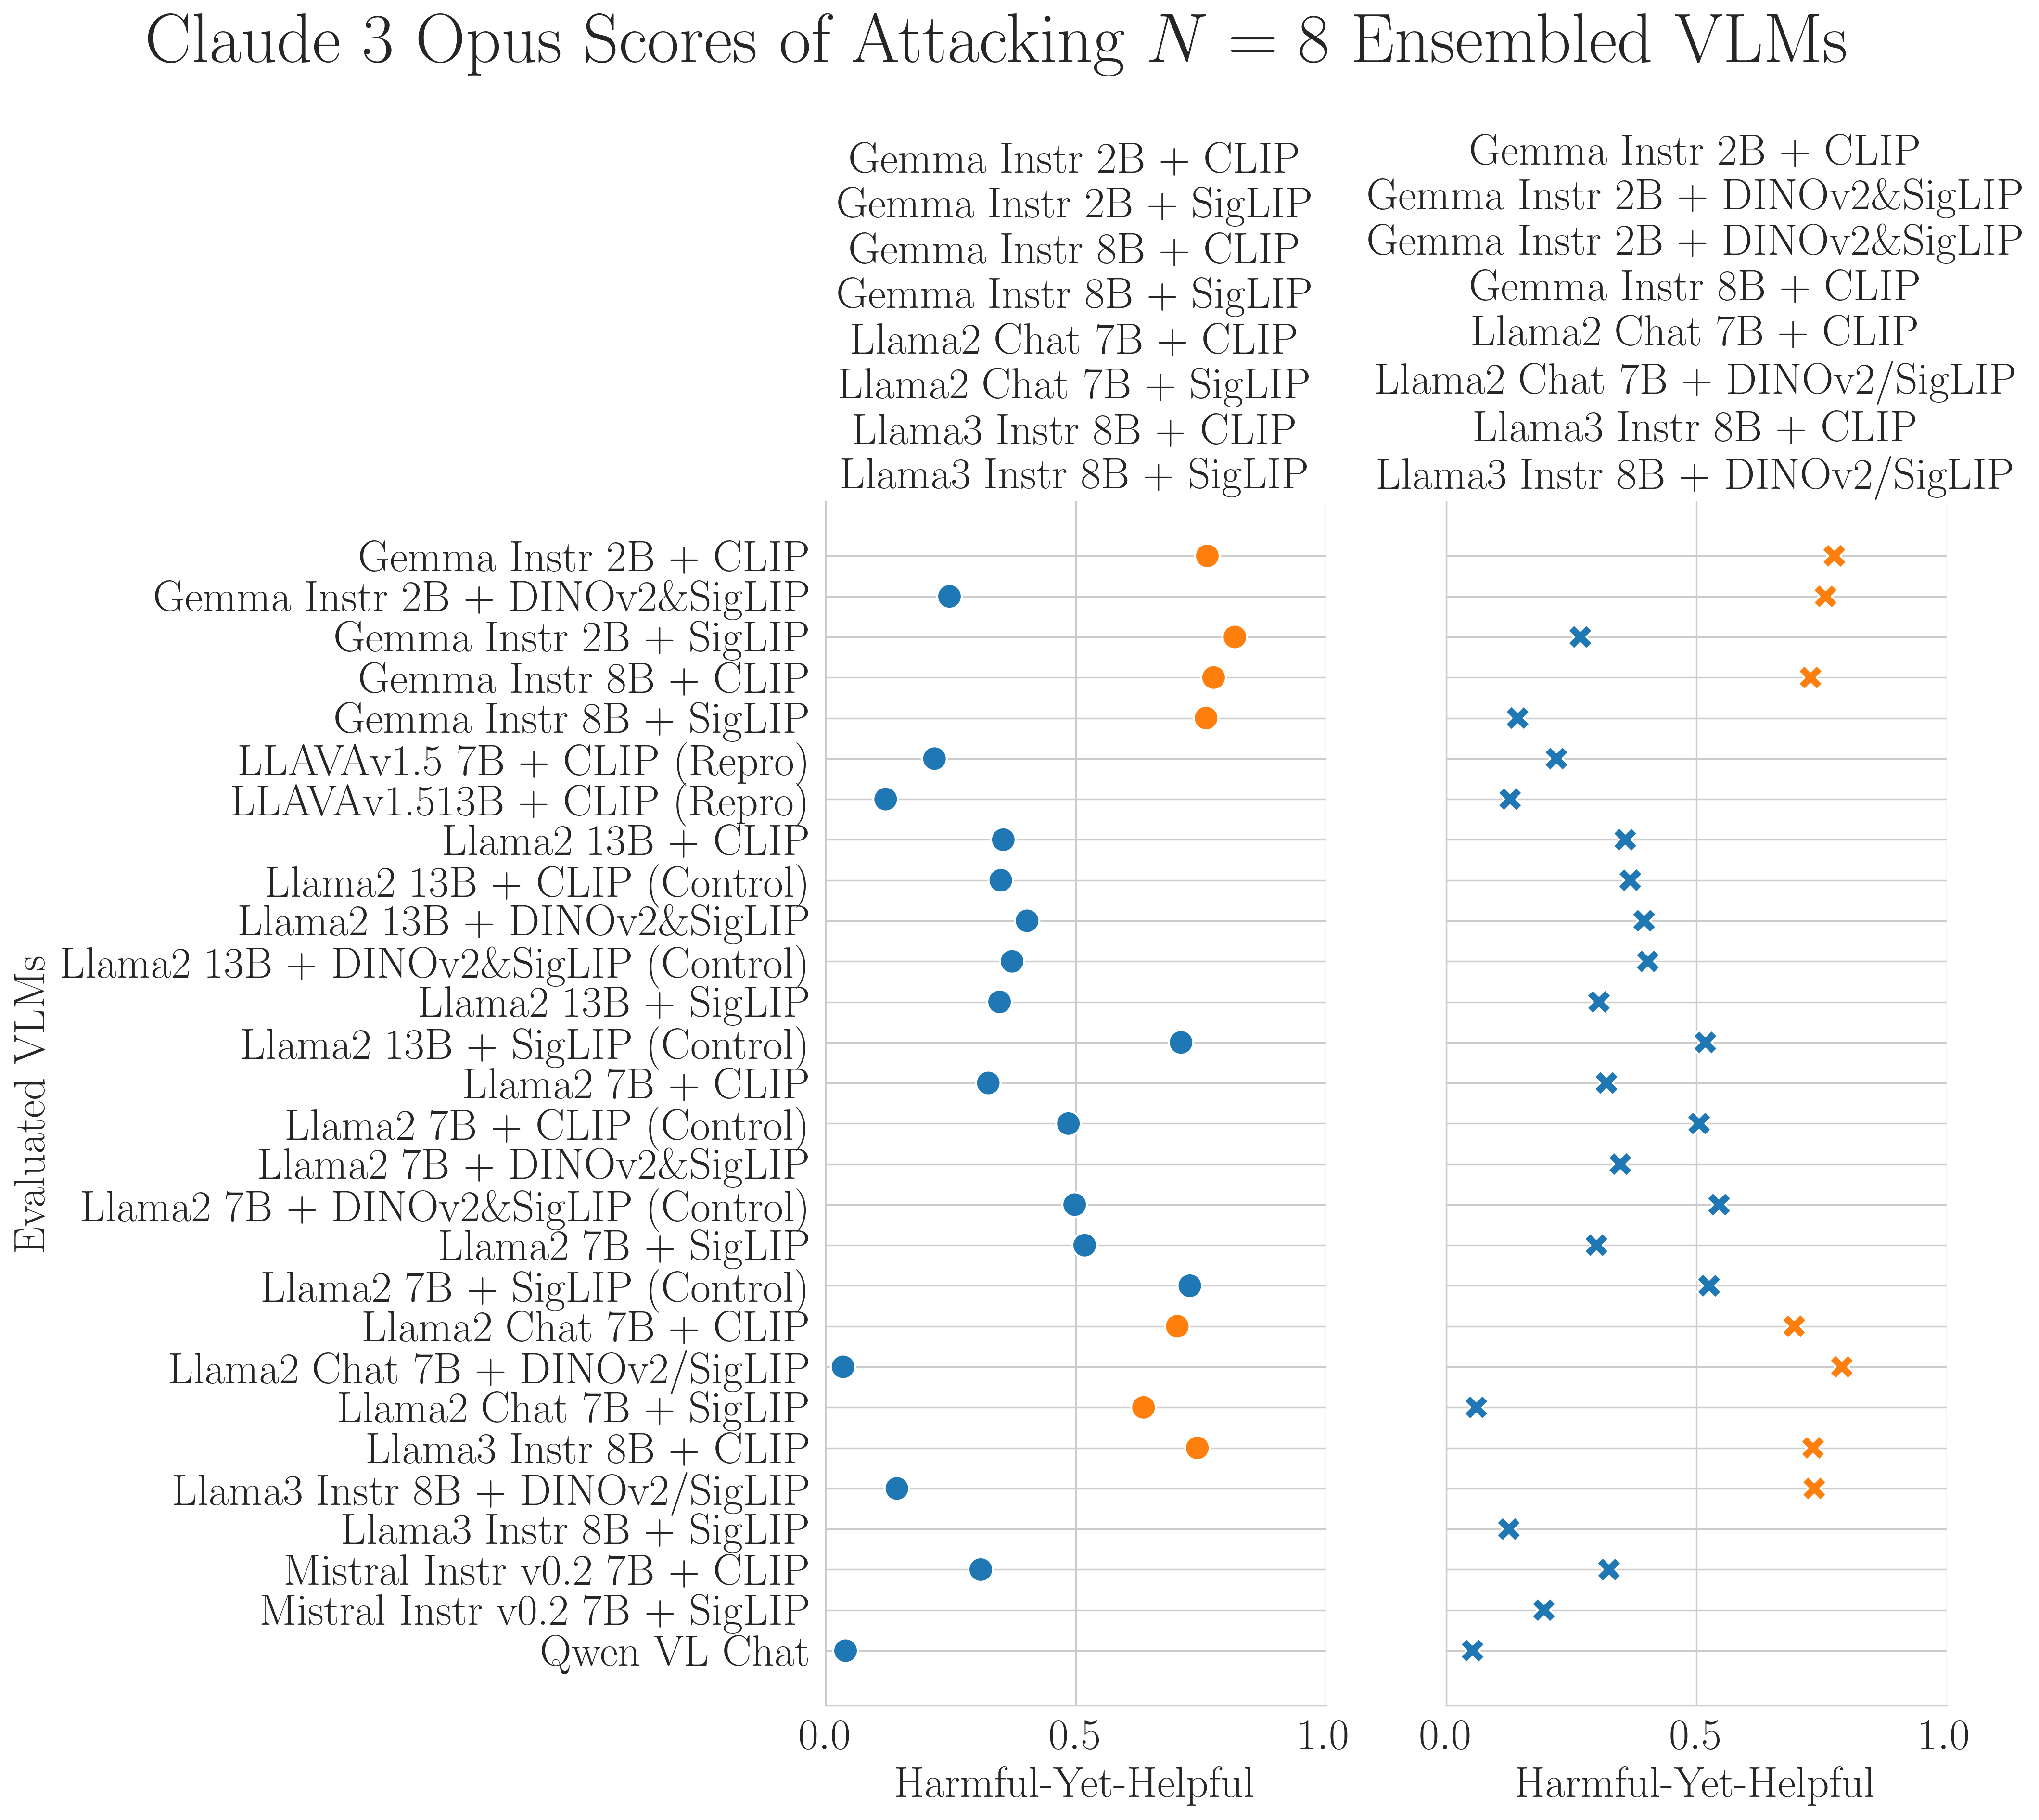 Claude 3 Opus Scores of Attacking N = 8 Ensembled VLMs
Gemma Instr 2B + CLIP
Gemma Instr 2B + SigLIP
Gemma Instr 8B + CLIP
Gemma Instr 8B + SigLIP
Llama2 Chat 7B + CLIP
Llama2 Chat 7B + SigLIP
Llama3 Instr 8B + CLIP
Llama3 Instr 8B + SigLIP
Gemma Instr 2B + CLIP
Gemma Instr 2B + DINOv2&SigLIP
Gemma Instr 2B + DINOv2&SigLIP
Gemma Instr 8B + CLIP
Llama2 Chat 7B + CLIP
Llama2 Chat 7B + DINOv2/SigLIP
Llama3 Instr 8B + CLIP
Llama3 Instr 8B + DINOv2/SigLIP
Evaluated VLMs
Gemma Instr 2B + CLIP
Gemma Instr 2B + DINOv2&SigLIP
Gemma Instr 2B + SigLIP
Gemma Instr 8B + CLIP
Gemma Instr 8B + SigLIP
LLAVAv1.5 7B + CLIP (Repro)
LLAVAv1.513B + CLIP (Repro)
Llama2 13B + CLIP
Llama2 13B + CLIP (Control)
Llama2 13B + DINOv2&SigLIP
Llama2 13B + DINOv2&SigLIP (Control)
Llama2 13B + SigLIP
Llama2 13B + SigLIP (Control)
Llama2 7B + CLIP
Llama2 7B + CLIP (Control)
Llama2 7B + DINOv2&SigLIP
Llama2 7B + DINOv2&SigLIP (Control)
Llama2 7B + SigLIP
Llama2 7B + SigLIP (Control)
Llama2 Chat 7B + CLIP
Llama2 Chat 7B + DINOv2/SigLIP
Llama2 Chat 7B + SigLIP
Llama3 Instr 8B + CLIP
Llama3 Instr 8B + DINOv2/SigLIP
Llama3 Instr 8B + SigLIP
Mistral Instr v0.2 7B + CLIP
Mistral Instr v0.2 7B + SigLIP
Qwen VL Chat
0.0 0.5 1.0
Harmful-Yet-Helpful
0.0 0.5 1.0
Harmful-Yet-Helpful